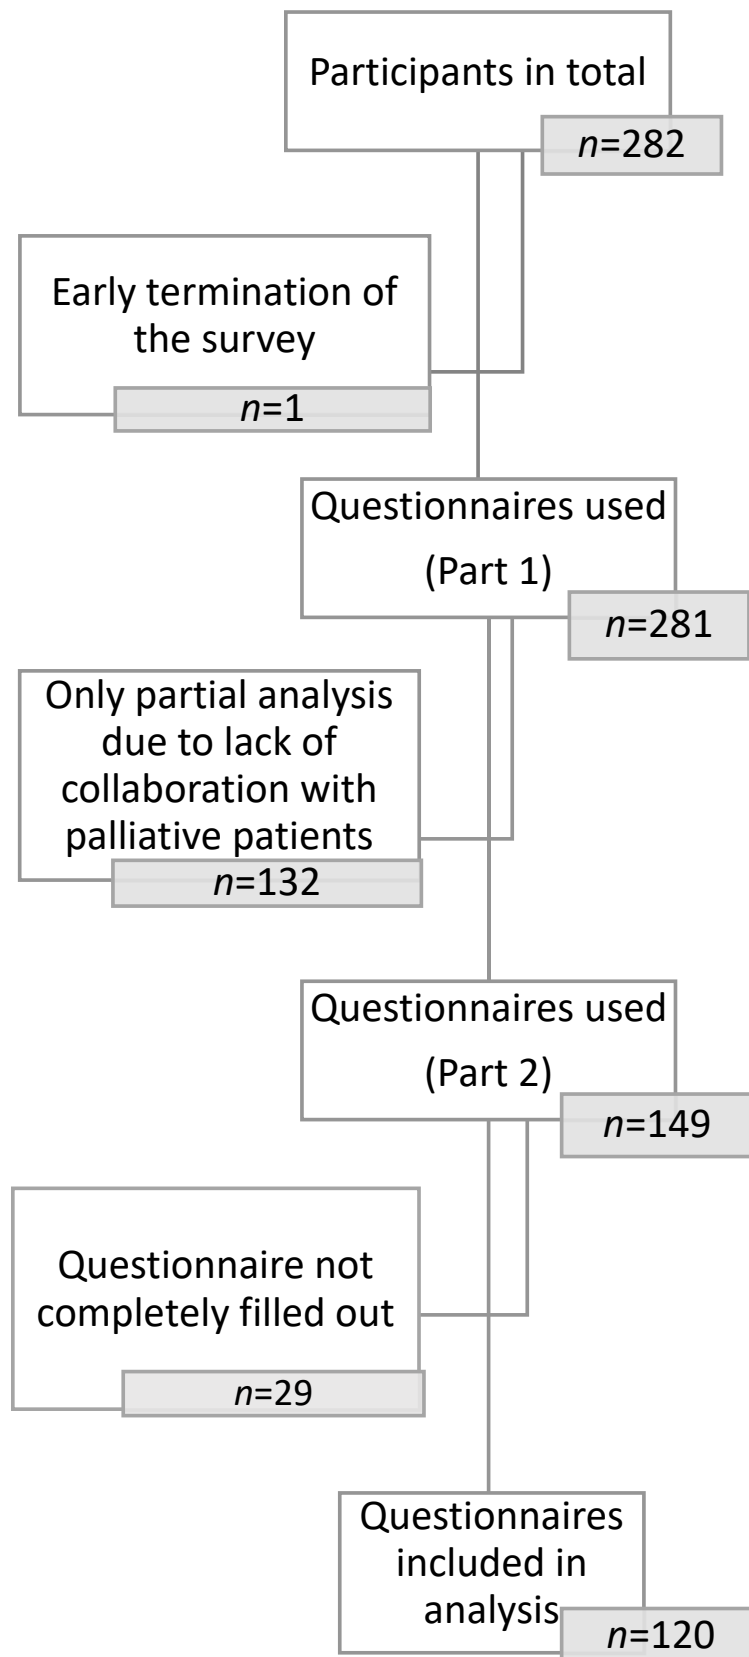 Participants in total
n=282
Early termination of
the survey
n=1
Questionnaires used
(Part 1)
n=281
Only partial analysis
due to lack of
collaboration with
palliative patients
n=132
Questionnaires used
(Part 2)
n=149
Questionnaire not
completely filled out
n=29
Questionnaires
included in
analysis
n=120